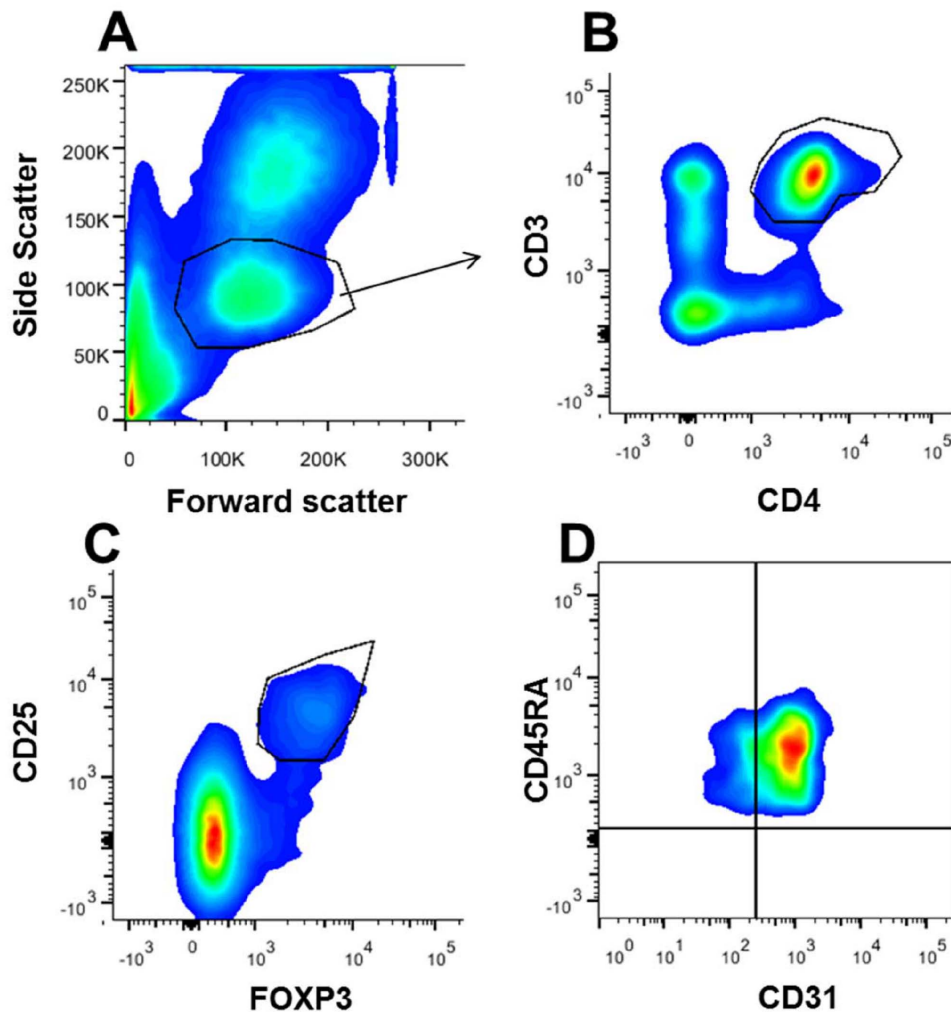 A
B
250K
200K
150K
100K
50K
0
Side Scatter
0 100K 200K 300K
Forward scatter
10^5
10^4
10^3
-10^3
CD3
-10^3 0 10^3 10^4 10^5
CD4
C
D
10^5
10^4
10^3
-10^3
CD25
-10^3 0 10^3 10^4 10^5
FOXP3
10^5
10^4
10^3
-10^3
CD45RA
10^0 10^1 10^2 10^3 10^4 10^5
CD31